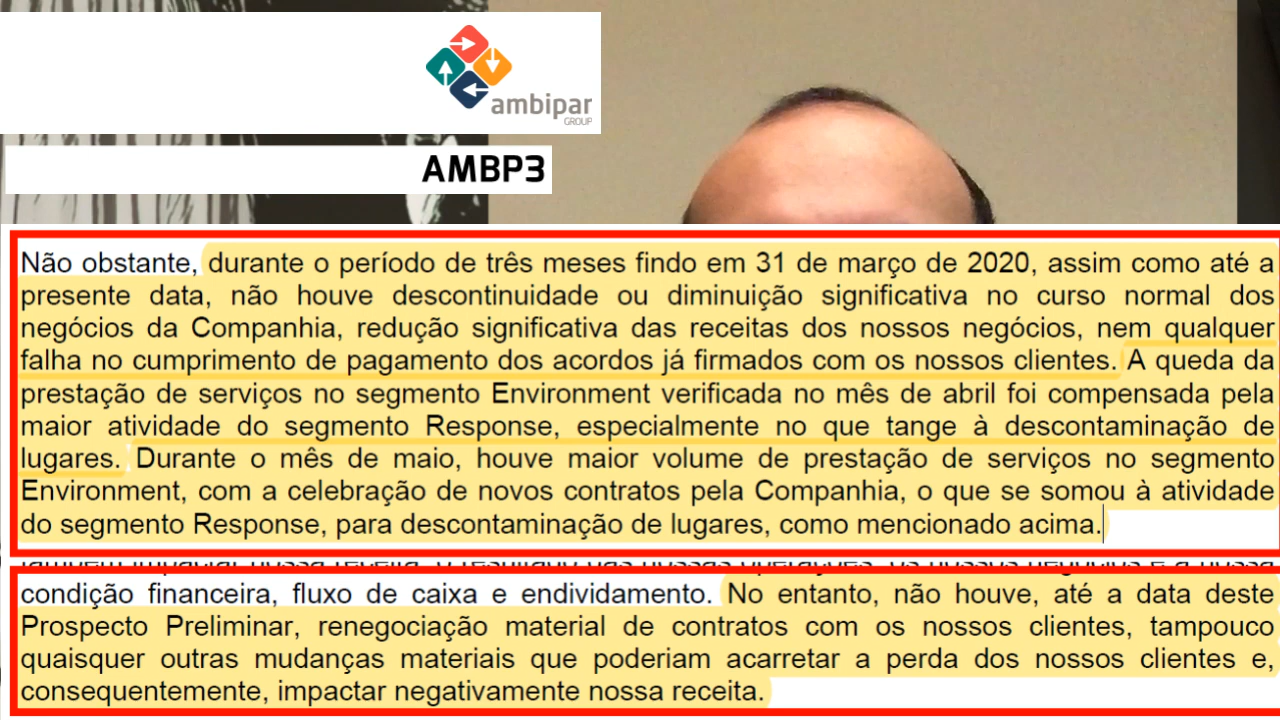 ambipar
GROUP
AMBP3
Não obstante, durante o período de três meses findo em 31 de março de 2020, assim como até a
presente data, não houve descontinuidade ou diminuição significativa no curso normal dos
negócios da Companhia, redução significativa das receitas dos nossos negócios, nem qualquer
falha no cumprimento de pagamento dos acordos já firmados com os nossos clientes. A queda da
prestação de serviços no segmento Environment verificada no mês de abril foi compensada pela
maior atividade do segmento Response, especialmente no que tange à descontaminação de
lugares. Durante o mês de maio, houve maior volume de prestação de serviços no segmento
Environment, com a celebração de novos contratos pela Companhia, o que se somou à atividade
do segmento Response, para descontaminação de lugares, como mencionado acima.
condição financeira, fluxo de caixa e endividamento. No entanto, não houve, até a data deste
Prospecto Preliminar, renegociação material de contratos com os nossos clientes, tampouco
quaisquer outras mudanças materiais que poderiam acarretar a perda dos nossos clientes e,
consequentemente, impactar negativamente nossa receita.